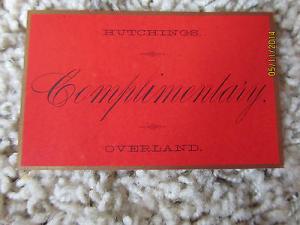 HUTCHINGS.
Complimentary.
OVERLAND.
05/11/2014